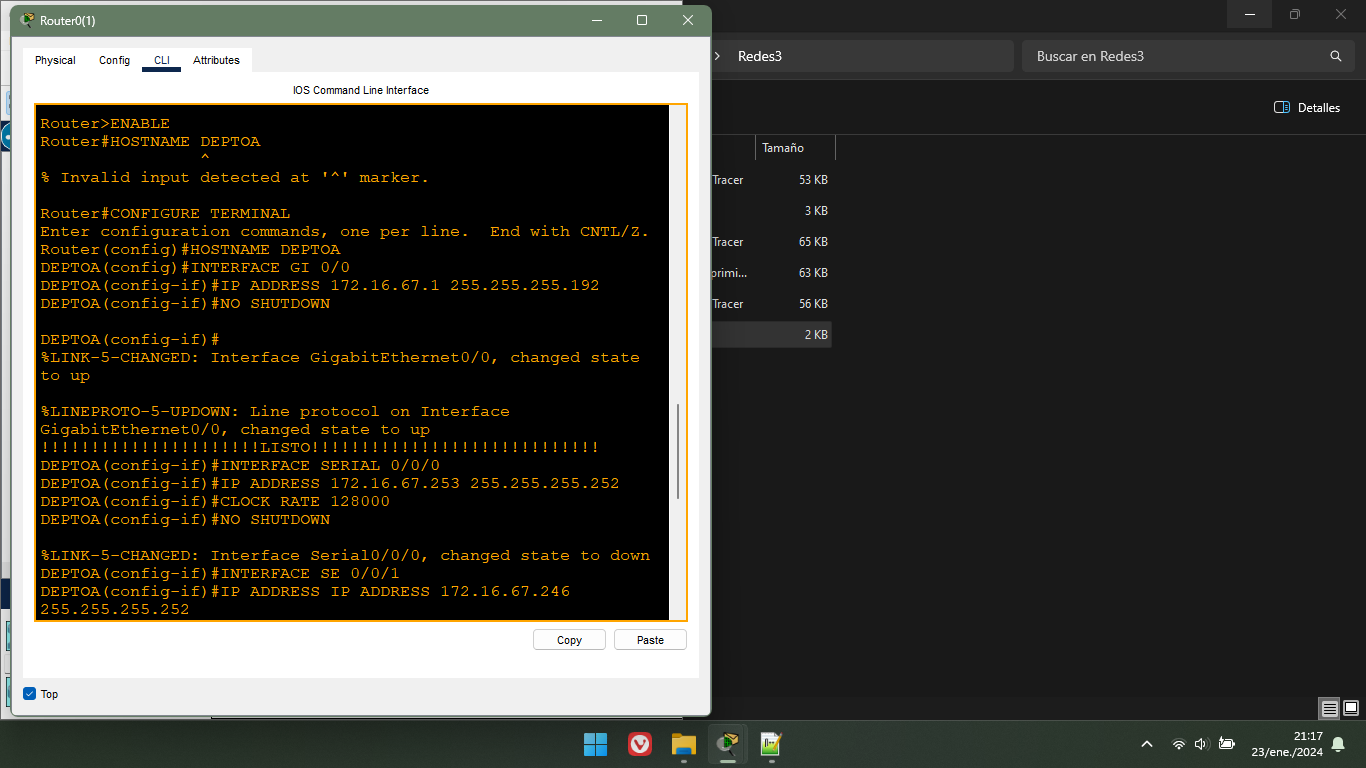 Router0(1)
Physical Config CLI Attributes
IOS Command Line Interface
Router>ENABLE
Router#HOSTNAME DEPTOA
^
% Invalid input detected at '^' marker.
Router#CONFIGURE TERMINAL
Enter configuration commands, one per line. End with CNTL/Z.
Router(config)#HOSTNAME DEPTOA
DEPTOA(config)#INTERFACE GI 0/0
DEPTOA(config-if)#IP ADDRESS 172.16.67.1 255.255.255.192
DEPTOA(config-if)#NO SHUTDOWN
DEPTOA(config-if)#
%LINK-5-CHANGED: Interface GigabitEthernet0/0, changed state
to up
%LINEPROTO-5-UPDOWN: Line protocol on Interface
GigabitEthernet0/0, changed state to up
!!!!!!!!!!!!!!!!!!!!!!LISTO!!!!!!!!!!!!!!!!!!!!!!!!!!!!!
DEPTOA(config-if)#INTERFACE SERIAL 0/0/0
DEPTOA(config-if)#IP ADDRESS 172.16.67.253 255.255.255.252
DEPTOA(config-if)#CLOCK RATE 128000
DEPTOA(config-if)#NO SHUTDOWN
%LINK-5-CHANGED: Interface Serial0/0/0, changed state to down
DEPTOA(config-if)#INTERFACE SE 0/0/1
DEPTOA(config-if)#IP ADDRESS IP ADDRESS 172.16.67.246
255.255.255.252
Copy Paste
Top
> Redes3
Buscar en Redes3
Detalles
Tamaño
Tracer 53 KB
3 KB
Tracer 65 KB
primi... 63 KB
Tracer 56 KB
2 KB
21:17
23/ene./2024